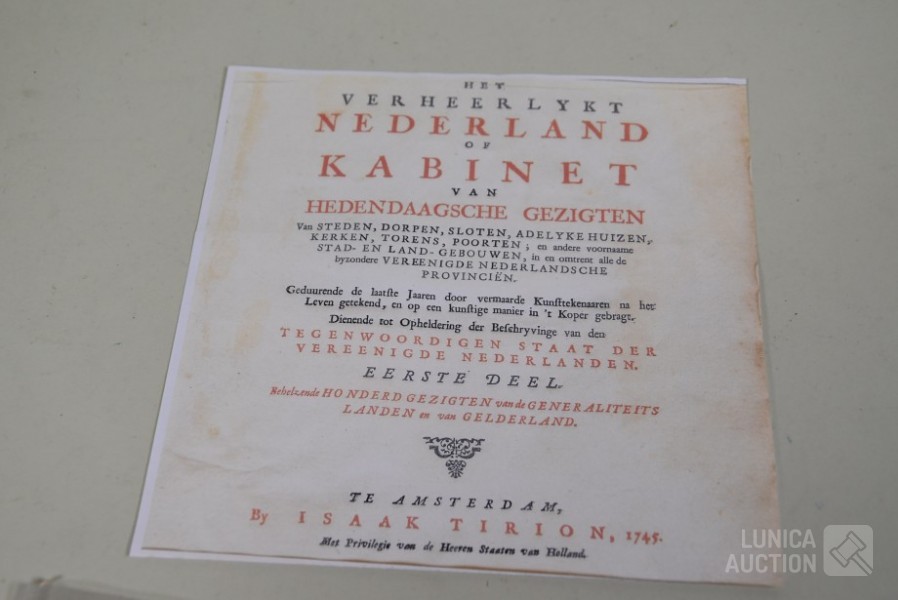 HET
VERHEERLYKT
NEDERLAND
OF
KABINET
VAN
HEDENDAAGSCHE GEZIGTEN
Van STEDEN, DORPEN, SLOTEN, ADELYKE HUIZEN,
KERKEN, TORENS, POORTEN; en andere voornaame
STAD- EN LAND-GEBOUWEN, in en omtrent alle de
byzondere VEREENIGDE NEDERLANDSCHE
PROVINCIËN.
Geduurende de laatſte Jaaren door vermaarde Kunſttekenaaren na het
Leven getekend, en op een kunſtige manier in 't Koper gebragt.
Dienende tot Opheldering der Beſchryvinge van den
TEGENWOORDIGEN STAAT DER
VEREENIGDE NEDERLANDEN.
EERSTE DEEL.
Behelzende HONDERD GEZIGTEN van de GENERALITEITS
LANDEN en van GELDERLAND.
TE AMSTERDAM,
By ISAAK TIRION, 1745.
Met Privilegie van de Heeren Staaten van Holland.
LUNICA
AUCTION